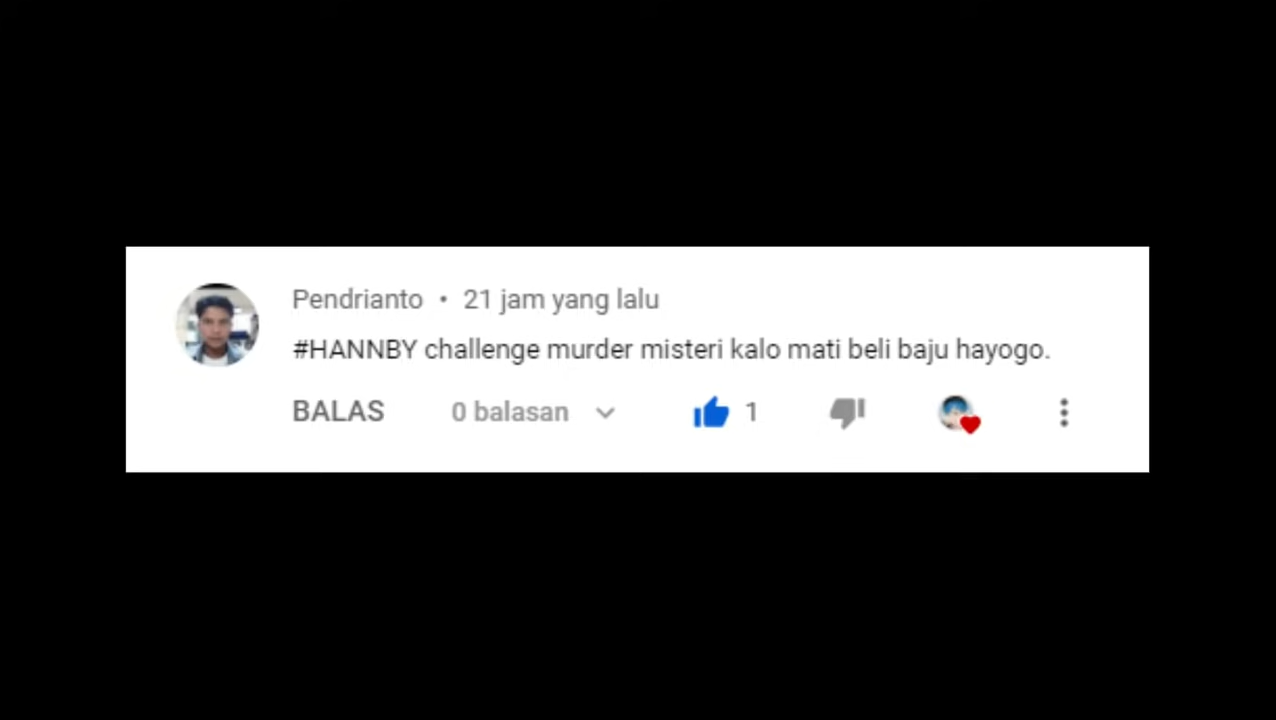 Pendrianto • 21 jam yang lalu
#HANNBY challenge murder misteri kalo mati beli baju hayogo.
BALAS 0 balasan 1